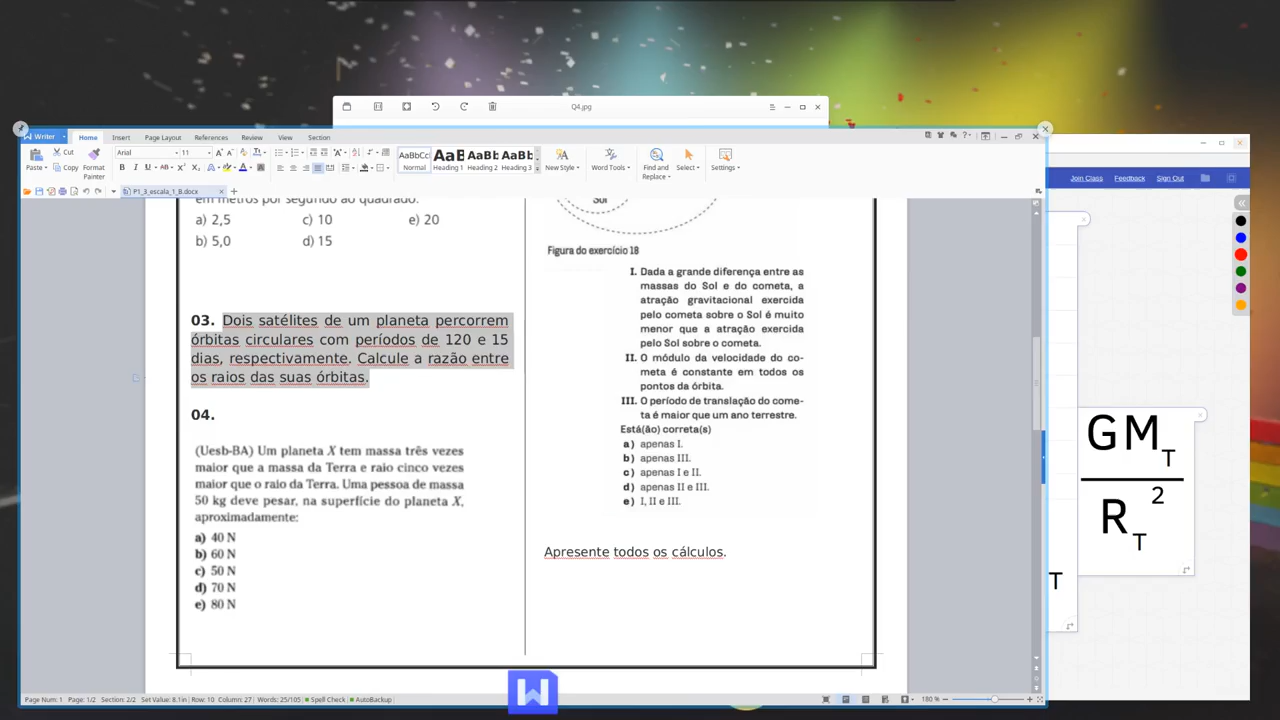 Q4.jpg
Writer
Home
Insert
Page Layout
References
Review
View
Section
Join Class
Feedback
Sign Out
Paste
Cut
Copy
Format
Painter
Arial
11
AaBbCc
Normal
AaB
Heading 1
AaBb
Heading 2
AaBb
Heading 3
New Style
Word Tools
Find and
Replace
Select
Settings
P1_3_escala_1_B.docx
em metros por segundo ao quadrado.
a) 2,5
c) 10
e) 20
b) 5,0
d) 15
03. Dois satélites de um planeta percorrem
órbitas circulares com períodos de 120 e 15
dias, respectivamente. Calcule a razão entre
os raios das suas órbitas.
04.
(Uesb-BA) Um planeta X tem massa três vezes
maior que a massa da Terra e raio cinco vezes
maior que o raio da Terra. Uma pessoa de massa
50 kg deve pesar, na superfície do planeta X,
aproximadamente:
a) 40 N
b) 60 N
c) 50 N
d) 70 N
e) 80 N
Sol
Figura do exercício 18
I. Dada a grande diferença entre as
massas do Sol e do cometa, a
atração gravitacional exercida
pelo cometa sobre o Sol é muito
menor que a atração exercida
pelo Sol sobre o cometa.
II. O módulo da velocidade do co-
meta é constante em todos os
pontos da órbita.
III. O período de translação do come-
ta é maior que um ano terrestre.
Está(ão) correta(s)
a) apenas I.
b) apenas III.
c) apenas I e II.
d) apenas II e III.
e) I, II e III.
Apresente todos os cálculos.
GM T
R T 2
T
Page Num: 1 Page: 1/2 Section: 2/2 Set Value: 8.1in Row: 10 Column: 27 Words: 25/105 Spell Check AutoBackup
180 %
W